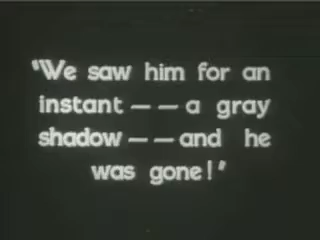 "We saw him for an
instant — — a gray
shadow — — and he
was gone!"